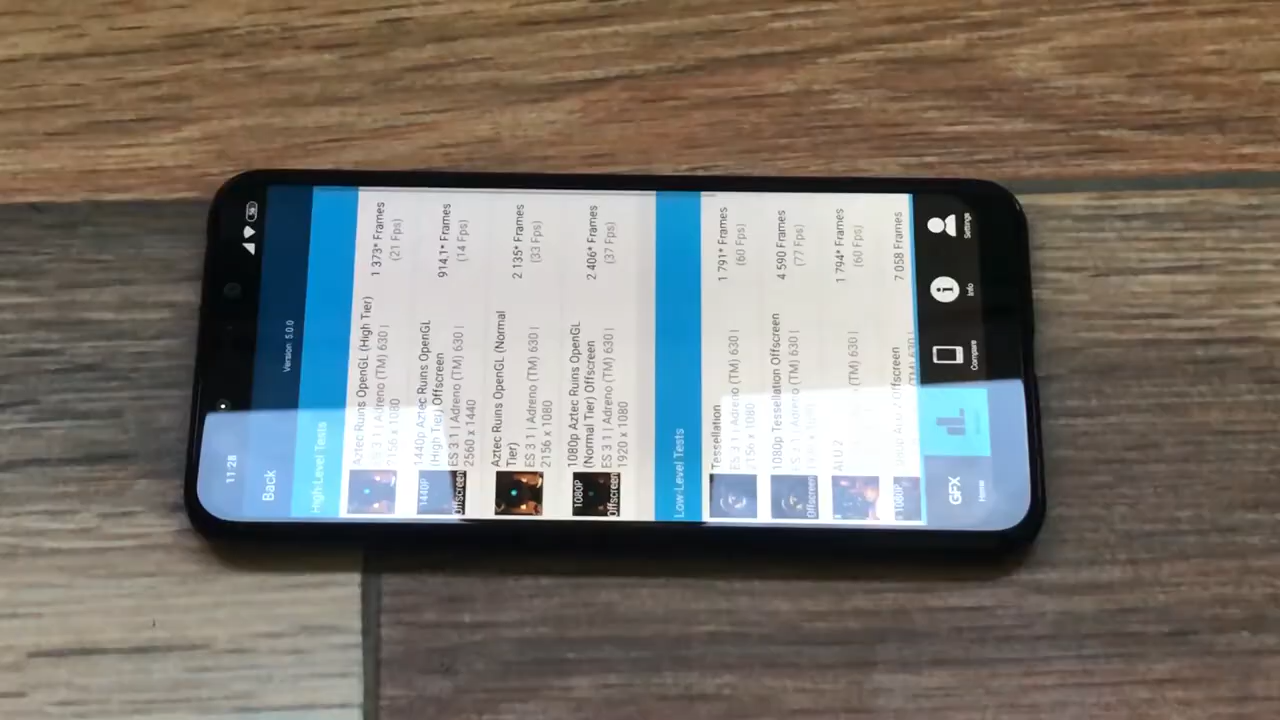 11:28
Back
Version: 5.0.0
High-Level Tests
Aztec Ruins OpenGL (High Tier)
1 373* Frames
ES 3.1 | Adreno (TM) 630 |
(21 Fps)
2156 x 1080
1440P
Offscreen
1440p Aztec Ruins OpenGL
914,1* Frames
(High Tier) Offscreen
(14 Fps)
ES 3.1 | Adreno (TM) 630 |
2560 x 1440
Aztec Ruins OpenGL (Normal
2 135* Frames
Tier)
(33 Fps)
ES 3.1 | Adreno (TM) 630 |
2156 x 1080
1080P
Offscreen
1080p Aztec Ruins OpenGL
2 406* Frames
(Normal Tier) Offscreen
(37 Fps)
ES 3.1 | Adreno (TM) 630 |
1920 x 1080
Low-Level Tests
Tessellation
1 791* Frames
ES 3.1 | Adreno (TM) 630 |
(60 Fps)
2156 x 1080
Offscreen
1080p Tessellation Offscreen
4 590 Frames
ES 3.1 | Adreno (TM) 630 |
(77 Fps)
ALU 2
1 794* Frames
(TM) 630 |
(60 Fps)
1080P
Offscreen
7 058 Frames
(TM) 630 |
GFX
Home
Compare
Info
Settings